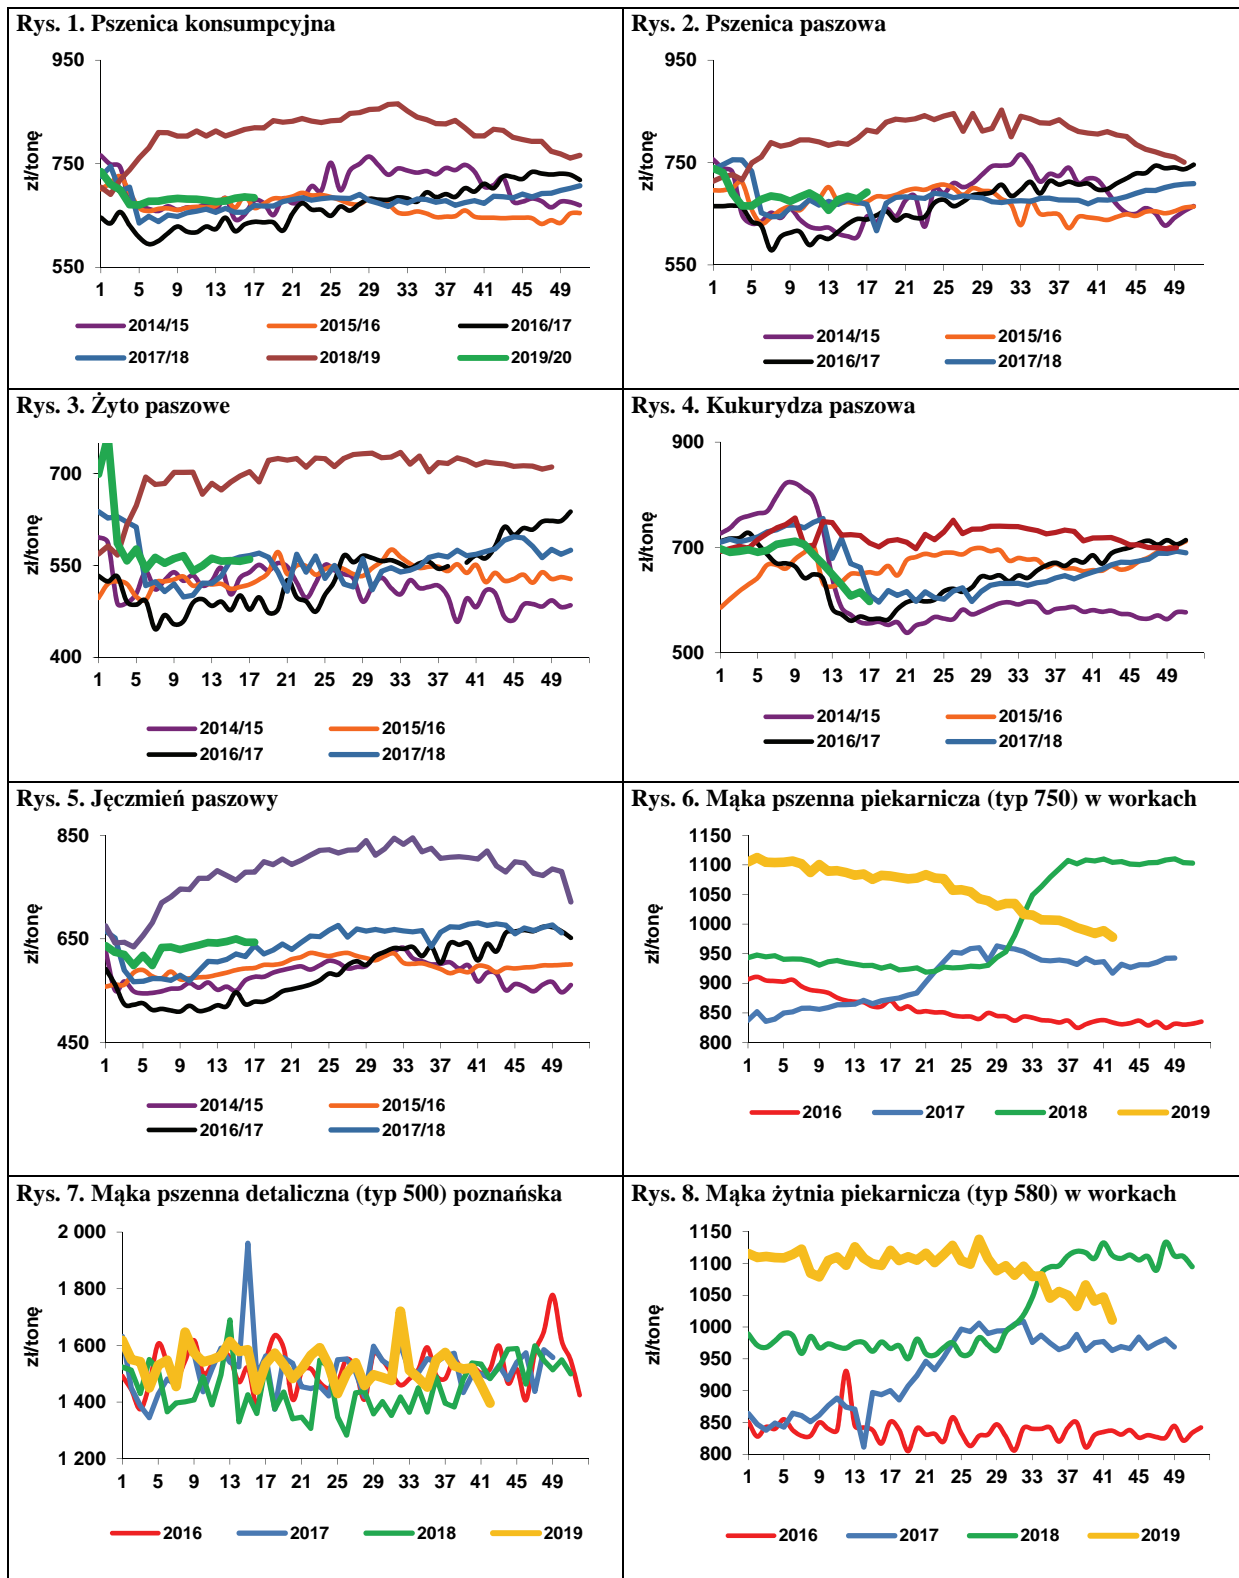 Rys. 1. Pszenica konsumpcyjna
zł/tonę
950
750
550
1 5 9 13 17 21 25 29 33 37 41 45 49
2014/15 2015/16 2016/17
2017/18 2018/19 2019/20
Rys. 2. Pszenica paszowa
zł/tonę
950
750
550
1 5 9 13 17 21 25 29 33 37 41 45 49
2014/15 2015/16
2016/17 2017/18
Rys. 3. Żyto paszowe
zł/tonę
700
550
400
1 5 9 13 17 21 25 29 33 37 41 45 49
2014/15 2015/16
2016/17 2017/18
Rys. 4. Kukurydza paszowa
zł/tonę
900
700
500
1 5 9 13 17 21 25 29 33 37 41 45 49
2014/15 2015/16
2016/17 2017/18
Rys. 5. Jęczmień paszowy
zł/tonę
850
650
450
1 5 9 13 17 21 25 29 33 37 41 45 49
2014/15 2015/16
2016/17 2017/18
Rys. 6. Mąka pszenna piekarnicza (typ 750) w workach
zł/tonę
1150
1100
1050
1000
950
900
850
800
1 5 9 13 17 21 25 29 33 37 41 45 49
2016 2017 2018 2019
Rys. 7. Mąka pszenna detaliczna (typ 500) poznańska
zł/tonę
2 000
1 800
1 600
1 400
1 200
1 5 9 13 17 21 25 29 33 37 41 45 49
2016 2017 2018 2019
Rys. 8. Mąka żytnia piekarnicza (typ 580) w workach
zł/tonę
1150
1100
1050
1000
950
900
850
800
1 5 9 13 17 21 25 29 33 37 41 45 49
2016 2017 2018 2019